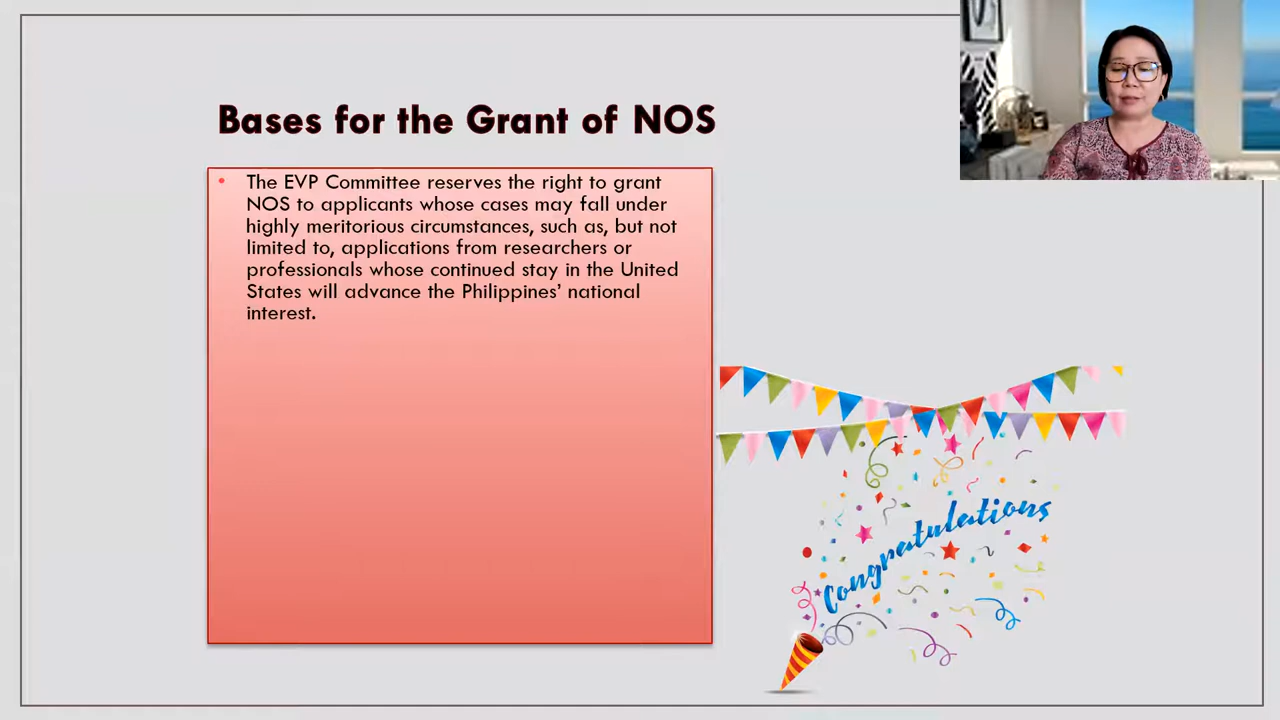 Bases for the Grant of NOS
• The EVP Committee reserves the right to grant
NOS to applicants whose cases may fall under
highly meritorious circumstances, such as, but not
limited to, applications from researchers or
professionals whose continued stay in the United
States will advance the Philippines’ national
interest.
Congratulations